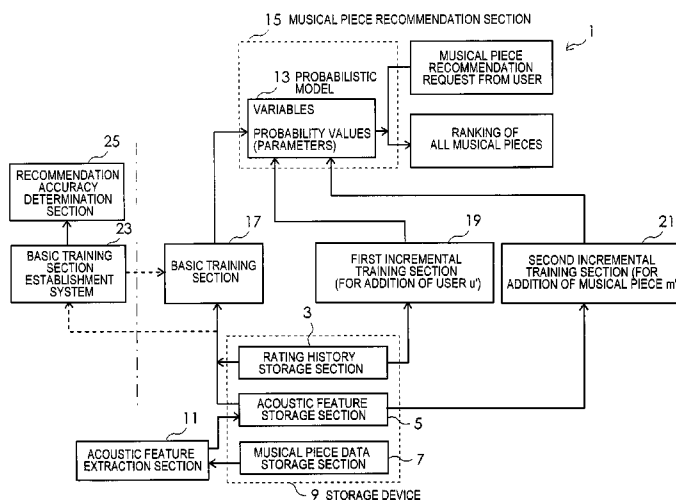 15 MUSICAL PIECE RECOMMENDATION SECTION
1
MUSICAL PIECE
RECOMMENDATION
REQUEST FROM USER
13 PROBABILISTIC
MODEL
VARIABLES
PROBABILITY VALUES
(PARAMETERS)
RANKING OF
ALL MUSICAL PIECES
25
RECOMMENDATION
ACCURACY
DETERMINATION
SECTION
23
BASIC TRAINING
SECTION
ESTABLISHMENT
SYSTEM
17
BASIC TRAINING
SECTION
19
FIRST INCREMENTAL
TRAINING SECTION
(FOR ADDITION OF USER u')
21
SECOND INCREMENTAL
TRAINING SECTION (FOR
ADDITION OF MUSICAL PIECE m')
3
RATING HISTORY
STORAGE SECTION
ACOUSTIC FEATURE
STORAGE SECTION
5
11
ACOUSTIC FEATURE
EXTRACTION SECTION
MUSICAL PIECE DATA
STORAGE SECTION
7
9 STORAGE DEVICE